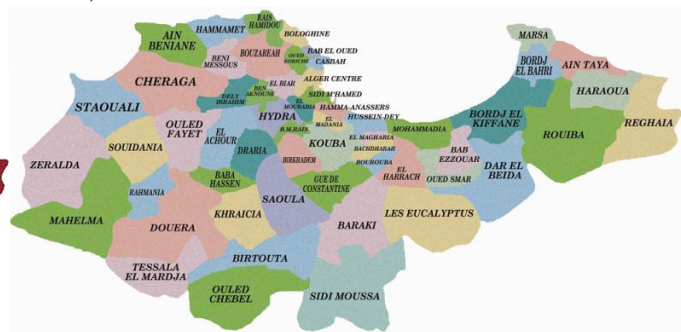 RAIS
HAMIDOU
HAMMAMET
BOLOGHINE
AIN
BENIANE
BOUZAREAH
OUED
KORICHE
BAB EL OUED
CASBAH
BENI
MESSOUS
CHERAGA
EL BIAR
ALGER CENTRE
DELY
IBRAHIM
BEN
AKNOUNE
SIDI M'HAMED
EL
MOURADIA
HAMMA-ANASSERS
STAOUALI
OULED
FAYET
EL
ACHOUR
HYDRA
EL
MADANIA
HUSSEIN-DEY
MARSA
BORDJ
EL BAHRI
AIN TAYA
HARAOUA
BORDJ EL
KIFFANE
ROUIBA
REGHAIA
SOUIDANIA
DRARIA
B.M.RAIS
KOUBA
EL MAGHARIA
MOHAMMADIA
BACHDJARAH
BOUROUBA
BAB
EZZOUAR
DAR EL
BEIDA
ZERALDA
RAHMANIA
BABA
HASSEN
BIRKHADEM
GUE DE
CONSTANTINE
EL
HARRACH
OUED SMAR
MAHELMA
DOUERA
KHRAICIA
SAOULA
BARAKI
LES EUCALYPTUS
TESSALA
EL MARDJA
BIRTOUTA
OULED
CHEBEL
SIDI MOUSSA